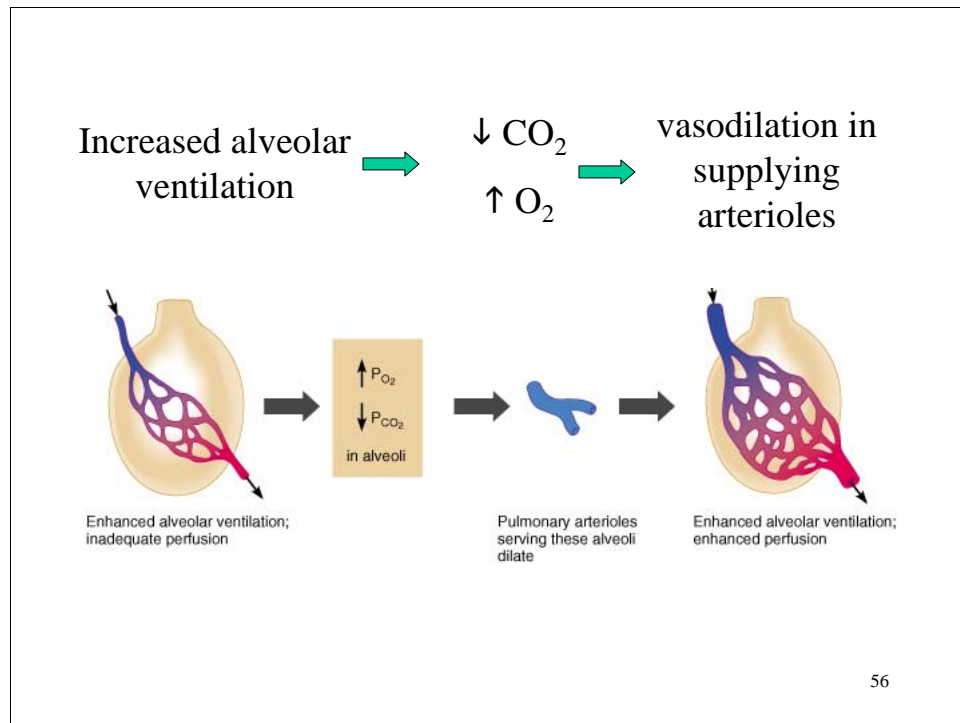 Increased alveolar
ventilation
↓ CO₂
↑ O₂
vasodilation in
supplying
arterioles
↑ PO₂
↓ PCO₂
in alveoli
Enhanced alveolar ventilation;
inadequate perfusion
Pulmonary arterioles
serving these alveoli
dilate
Enhanced alveolar ventilation;
enhanced perfusion
56